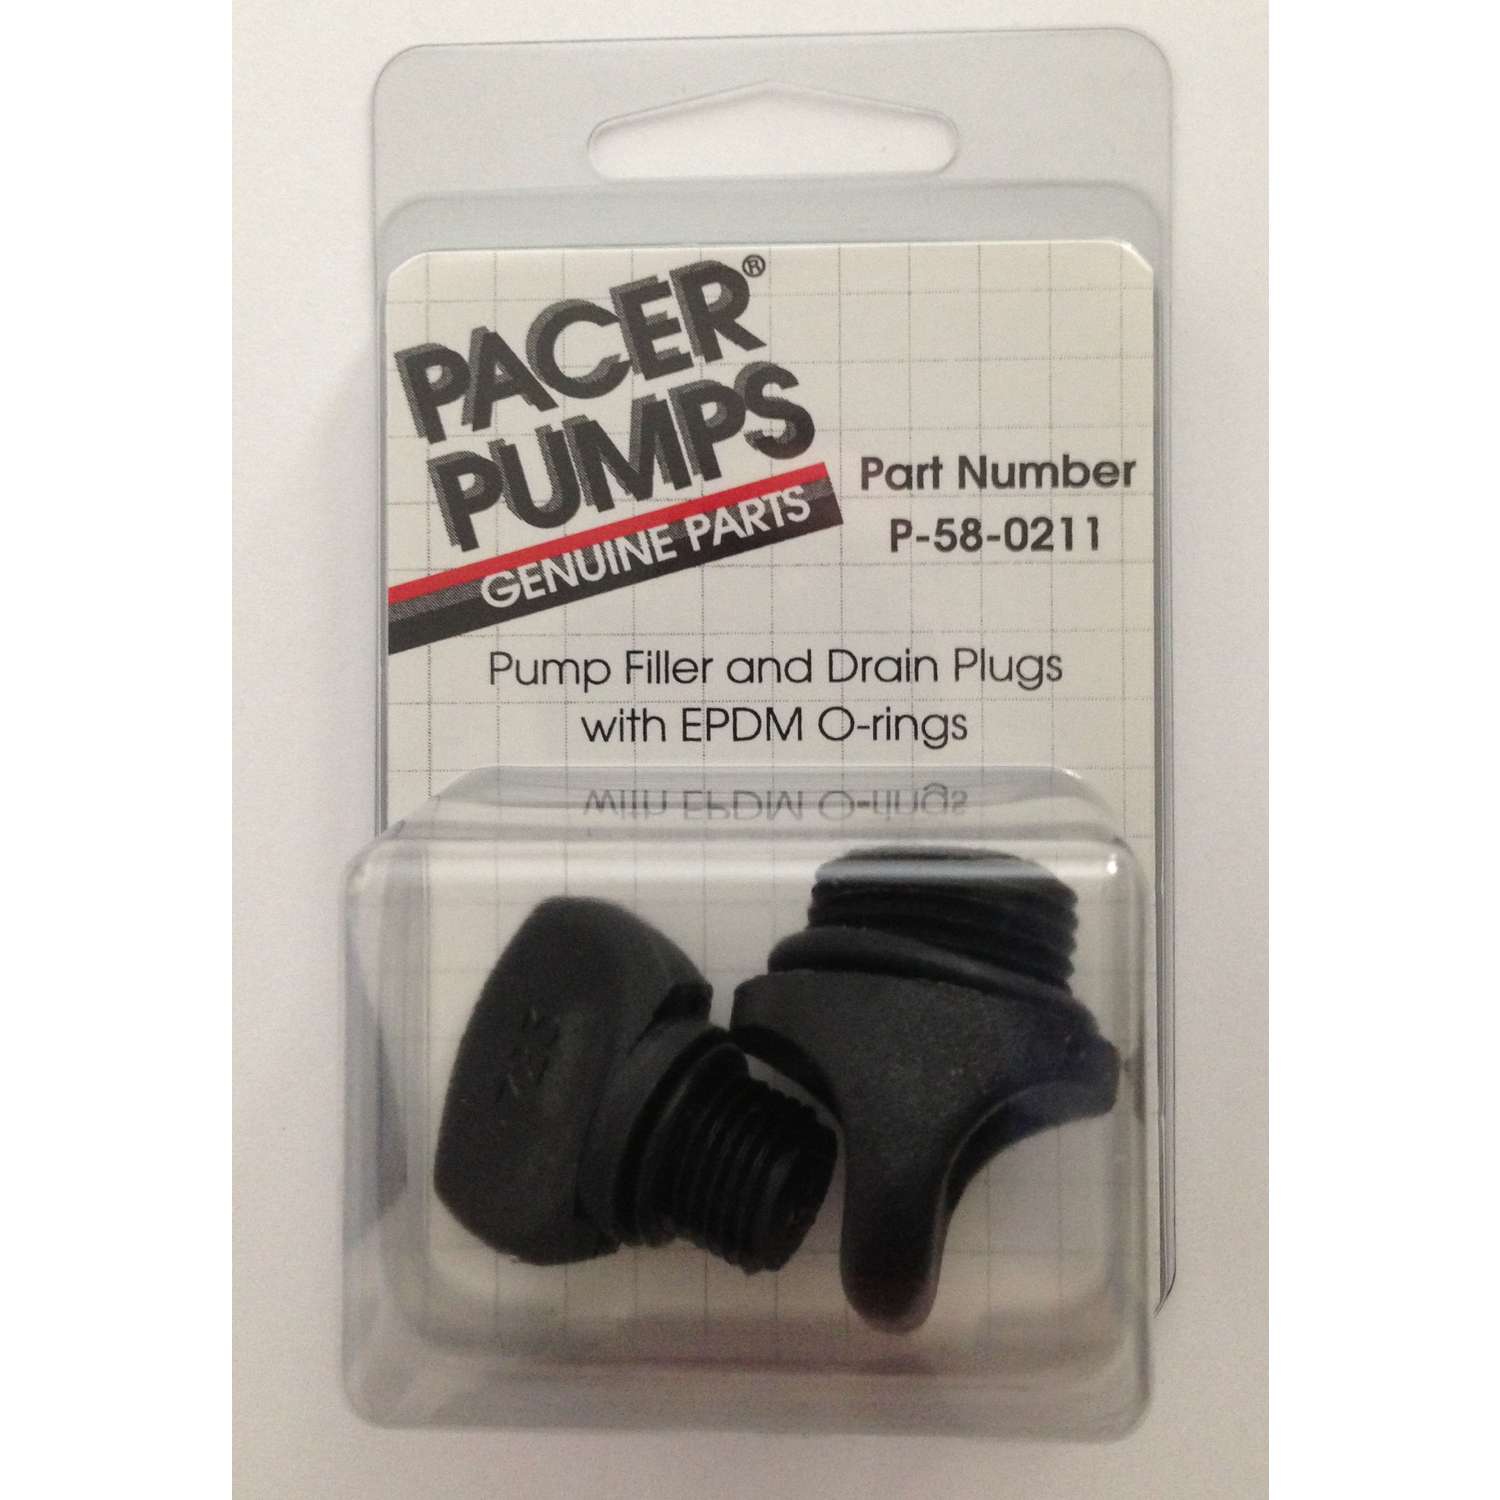 PACER®
PUMPS
GENUINE PARTS
Part Number
P-58-0211
Pump Filler and Drain Plugs
with EPDM O-rings